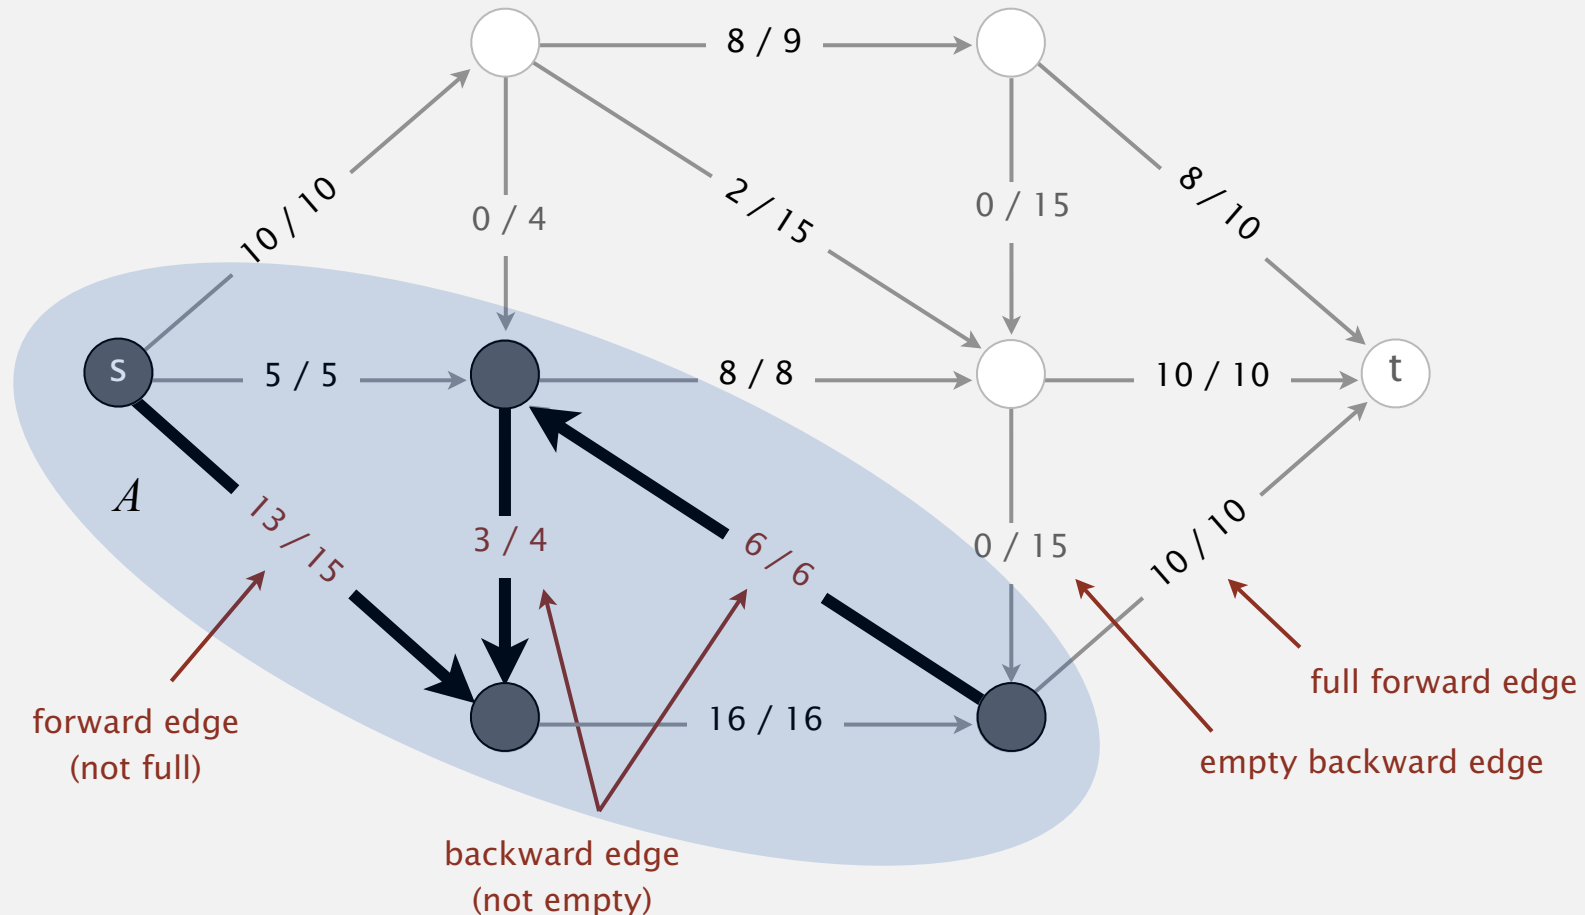 8 / 9
10 / 10
0 / 4
2 / 15
0 / 15
8 / 10
s
5 / 5
8 / 8
10 / 10
t
A
13 / 15
3 / 4
6 / 6
0 / 15
10 / 10
16 / 16
forward edge
(not full)
full forward edge
empty backward edge
backward edge
(not empty)